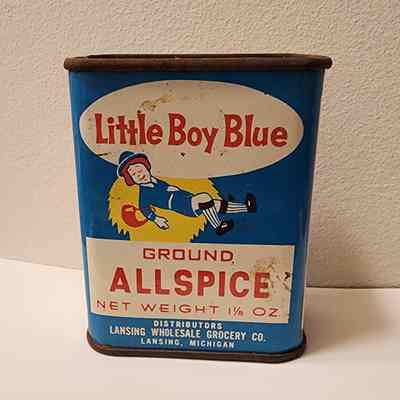 Little Boy Blue
GROUND
ALLSPICE
NET WEIGHT 1⅛ OZ
DISTRIBUTORS
LANSING WHOLESALE GROCERY CO.
LANSING, MICHIGAN